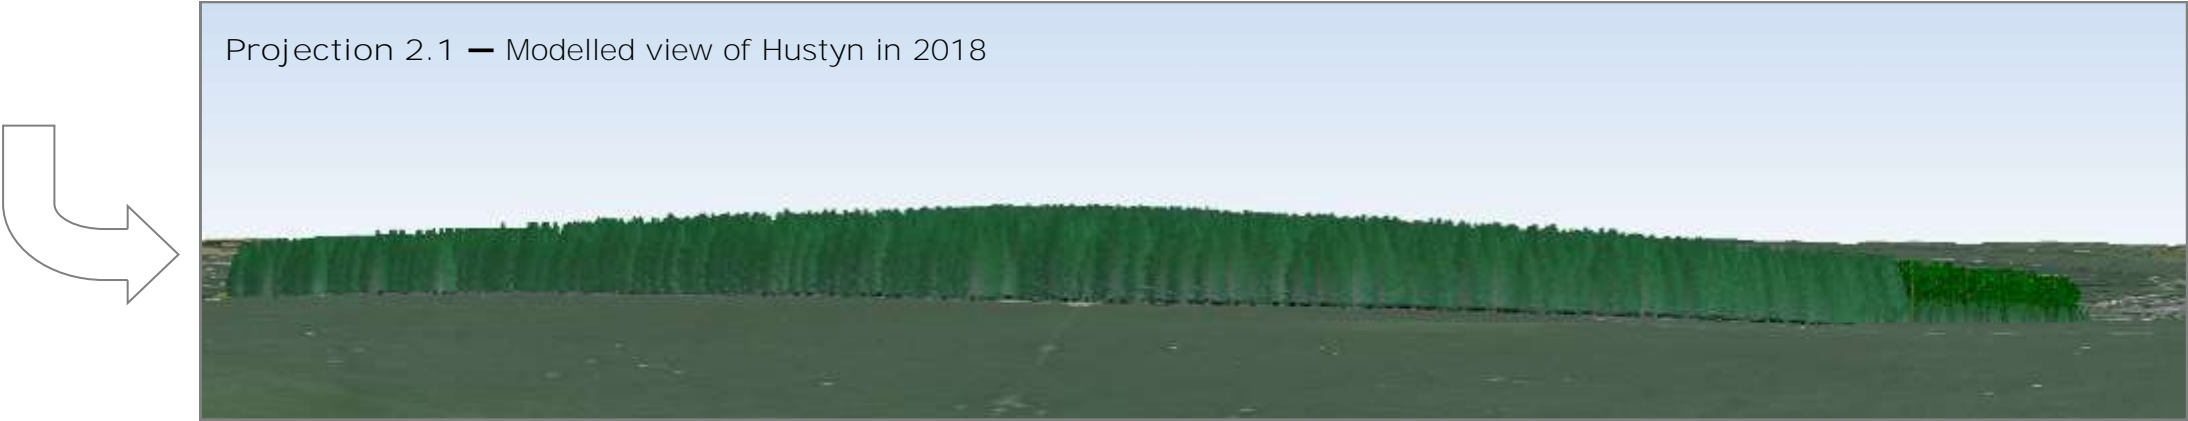 Projection 2.1 – Modelled view of Hustyn in 2018